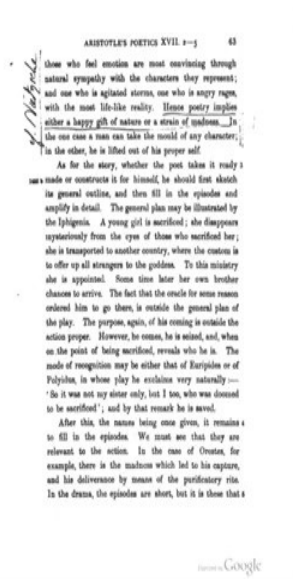 ARISTOTLE'S POETICS XVII. 2—5 63
cf. Nietzsche
those who feel emotion are most convincing through
natural sympathy with the characters they represent;
and one who is agitated storms, one who is angry rages,
with the most life-like reality. Hence poetry implies
either a happy gift of nature or a strain of madness. In
the one case a man can take the mould of any character;
in the other, he is lifted out of his proper self.
As for the story, whether the poet takes it ready 5
1455 b made or constructs it for himself, he should first sketch
its general outline, and then fill in the episodes and
amplify in detail. The general plan may be illustrated by
the Iphigenia. A young girl is sacrificed; she disappears
mysteriously from the eyes of those who sacrificed her;
she is transported to another country, where the custom is
to offer up all strangers to the goddess. To this ministry
she is appointed. Some time later her own brother
chances to arrive. The fact that the oracle for some reason
ordered him to go there, is outside the general plan of
the play. The purpose, again, of his coming is outside the
action proper. However, he comes, he is seized, and, when
on the point of being sacrificed, reveals who he is. The
mode of recognition may be either that of Euripides or of
Polyidus, in whose play he exclaims very naturally:—
'So it was not my sister only, but I too, who was doomed
to be sacrificed'; and by that remark he is saved.
After this, the names being once given, it remains 4
to fill in the episodes. We must see that they are
relevant to the action. In the case of Orestes, for
example, there is the madness which led to his capture,
and his deliverance by means of the purificatory rite.
In the drama, the episodes are short, but it is these that 5
Digitized by Google